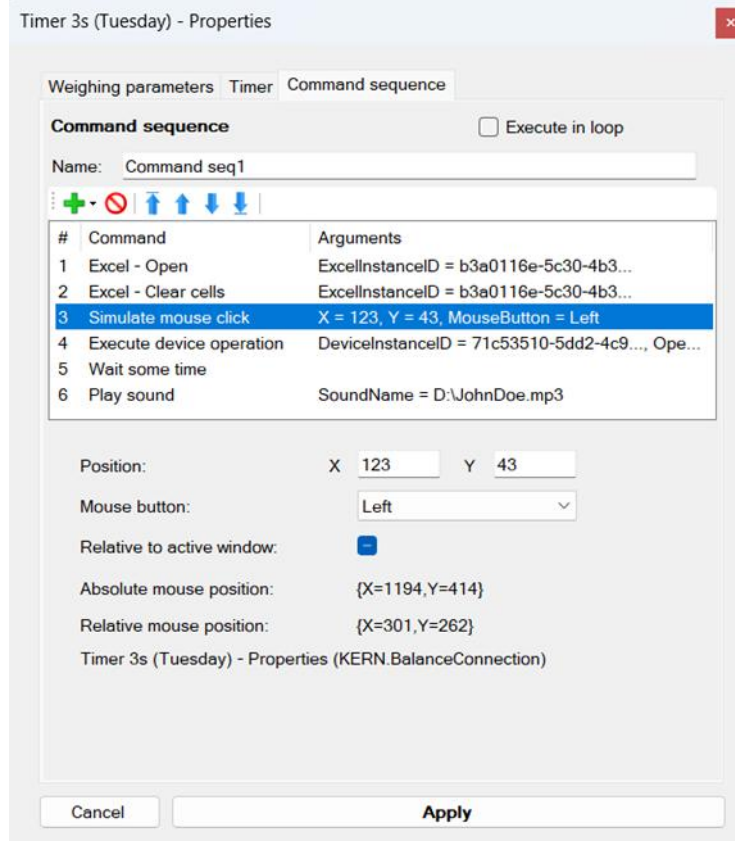 Timer 3s (Tuesday) - Properties
Weighing parameters Timer Command sequence
Command sequence Execute in loop
Name: Command seq1
# Command Arguments
1 Excel - Open ExcelInstanceID = b3a0116e-5c30-4b3...
2 Excel - Clear cells ExcelInstanceID = b3a0116e-5c30-4b3...
3 Simulate mouse click X = 123, Y = 43, MouseButton = Left
4 Execute device operation DeviceInstanceID = 71c53510-5dd2-4c9..., Ope...
5 Wait some time
6 Play sound SoundName = D:\JohnDoe.mp3
Position: X 123 Y 43
Mouse button: Left
Relative to active window:
Absolute mouse position: {X=1194,Y=414}
Relative mouse position: {X=301,Y=262}
Timer 3s (Tuesday) - Properties (KERN.BalanceConnection)
Cancel Apply